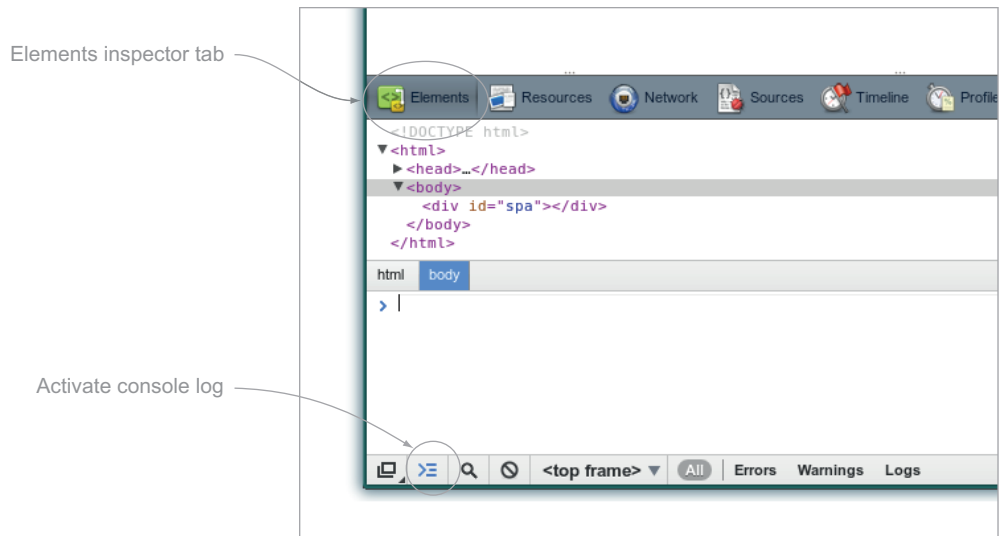 Elements inspector tab
Elements Resources Network Sources Timeline Profile
<!DOCTYPE html>
▼<html>
▶<head>…</head>
▼<body>
<div id="spa"></div>
</body>
</html>
html body
>
Activate console log
<top frame> ▼ All Errors Warnings Logs